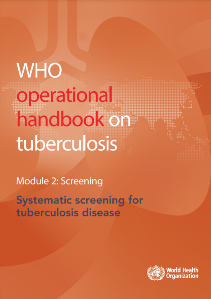 WHO
operational
handbook on
tuberculosis
Module 2: Screening
Systematic screening for
tuberculosis disease
World Health
Organization